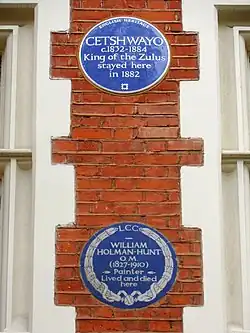 ENGLISH HERITAGE
CETSHWAYO
c.1832-1884
King of the Zulus
stayed here
in 1882
L.C.C.
WILLIAM
HOLMAN-HUNT
O M
(1827-1910)
Painter
Lived and died
here